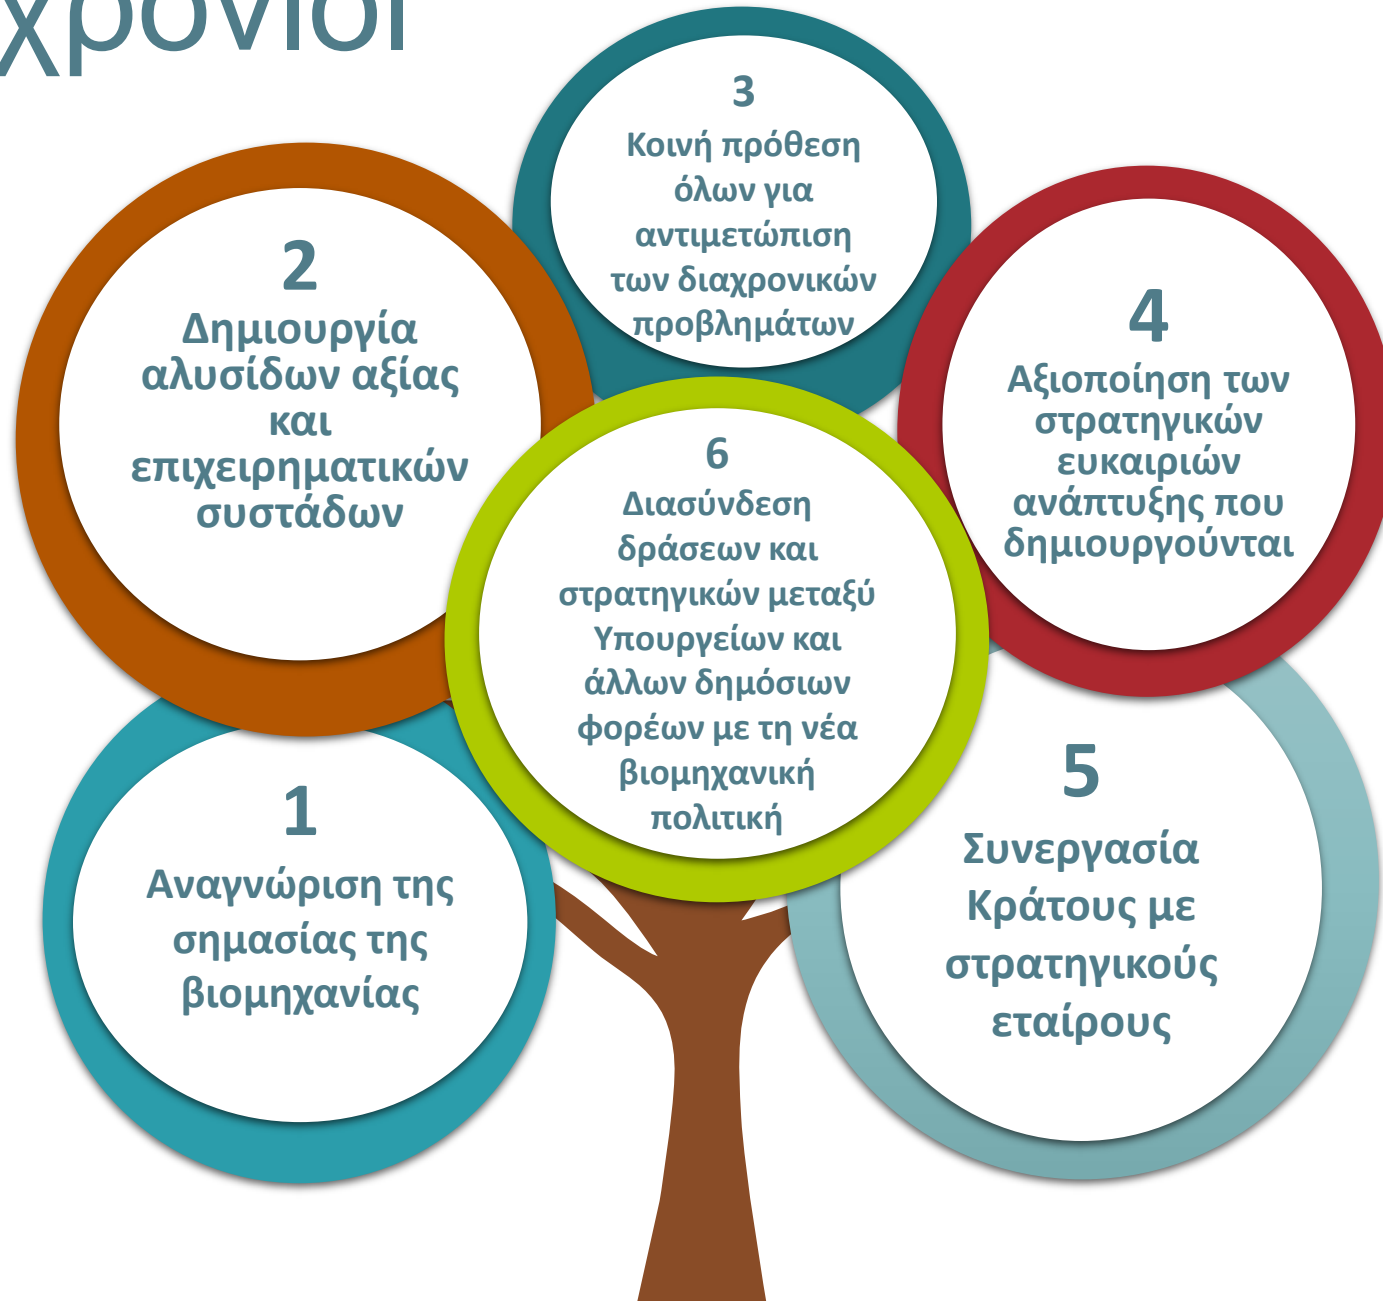 χρόνιοι
3
Κοινή πρόθεση
όλων για
αντιμετώπιση
των διαχρονικών
προβλημάτων
2
Δημιουργία
αλυσίδων αξίας
και
επιχειρηματικών
συστάδων
4
Αξιοποίηση των
στρατηγικών
ευκαιριών
ανάπτυξης που
δημιουργούνται
6
Διασύνδεση
δράσεων και
στρατηγικών μεταξύ
Υπουργείων και
άλλων δημόσιων
φορέων με τη νέα
βιομηχανική
πολιτική
1
Αναγνώριση της
σημασίας της
βιομηχανίας
5
Συνεργασία
Κράτους με
στρατηγικούς
εταίρους